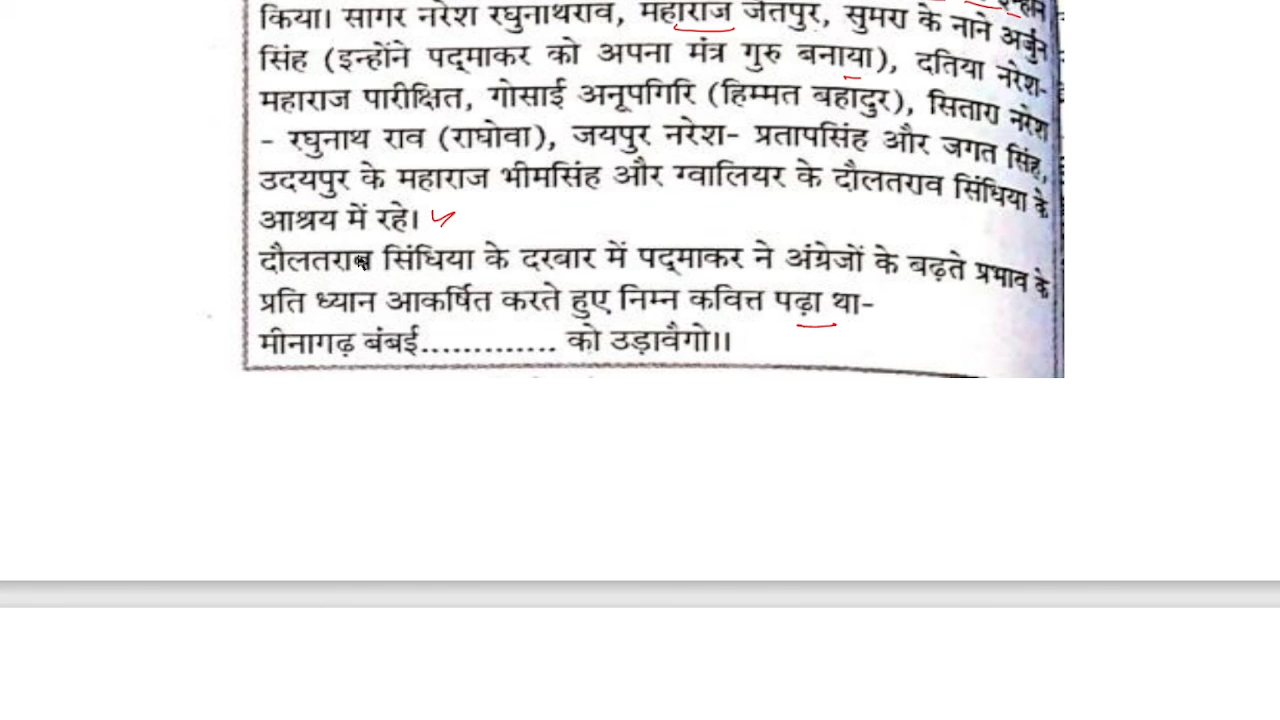 किया। सागर नरेश रघुनाथराव, महाराज जैतपुर, सुमरा के नाने अर्जुन
सिंह (इन्होंने पद्माकर को अपना मंत्र गुरु बनाया), दतिया नरेश-
महाराज पारीक्षित, गोसाई अनूपगिरि (हिम्मत बहादुर), सितारा नरेश
- रघुनाथ राव (राघोवा), जयपुर नरेश- प्रतापसिंह और जगत सिंह,
उदयपुर के महाराज भीमसिंह और ग्वालियर के दौलतराव सिंधिया के
आश्रय में रहे।
दौलतराव सिंधिया के दरबार में पद्माकर ने अंग्रेजों के बढ़ते प्रभाव के
प्रति ध्यान आकर्षित करते हुए निम्न कवित्त पढ़ा था-
मीनागढ़ बंबई............. को उड़ावैगो।।